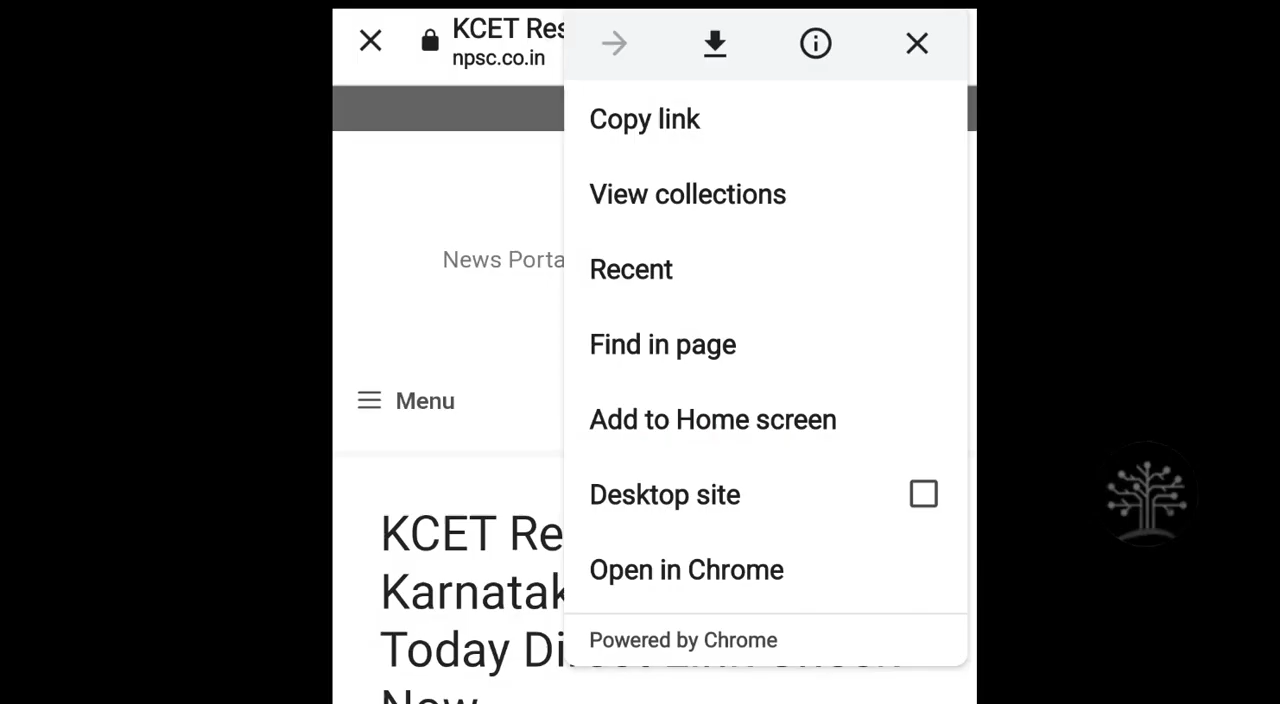 KCET Res
npsc.co.in
Copy link
View collections
Recent
Find in page
Add to Home screen
Desktop site
Open in Chrome
Powered by Chrome
News Porta
Menu
KCET Re
Karnatak
Today Di
Now